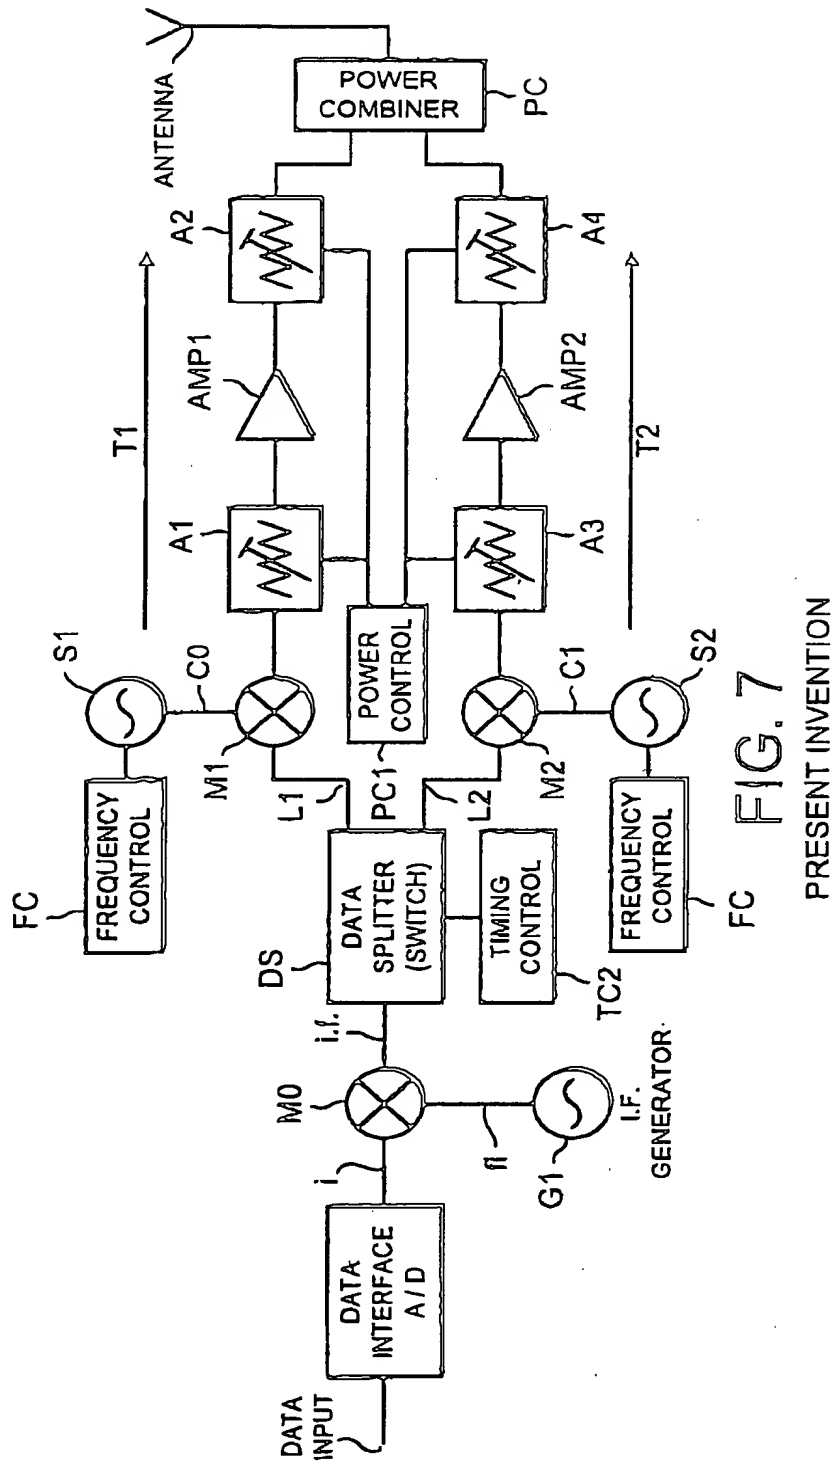 DATA
INPUT
DATA
INTERFACE
A/D
i
M0
fI
G1
I.F.
GENERATOR
i.f.
DS
DATA
SPLITTER
(SWITCH)
TIMING
CONTROL
TC2
L1
L2
FC
FREQUENCY
CONTROL
S1
C0
M1
PC1
POWER
CONTROL
M2
C1
S2
FREQUENCY
CONTROL
FC
T1
A1
AMP1
A2
A3
AMP2
A4
T2
ANTENNA
POWER
COMBINER
PC
FIG. 7
PRESENT INVENTION